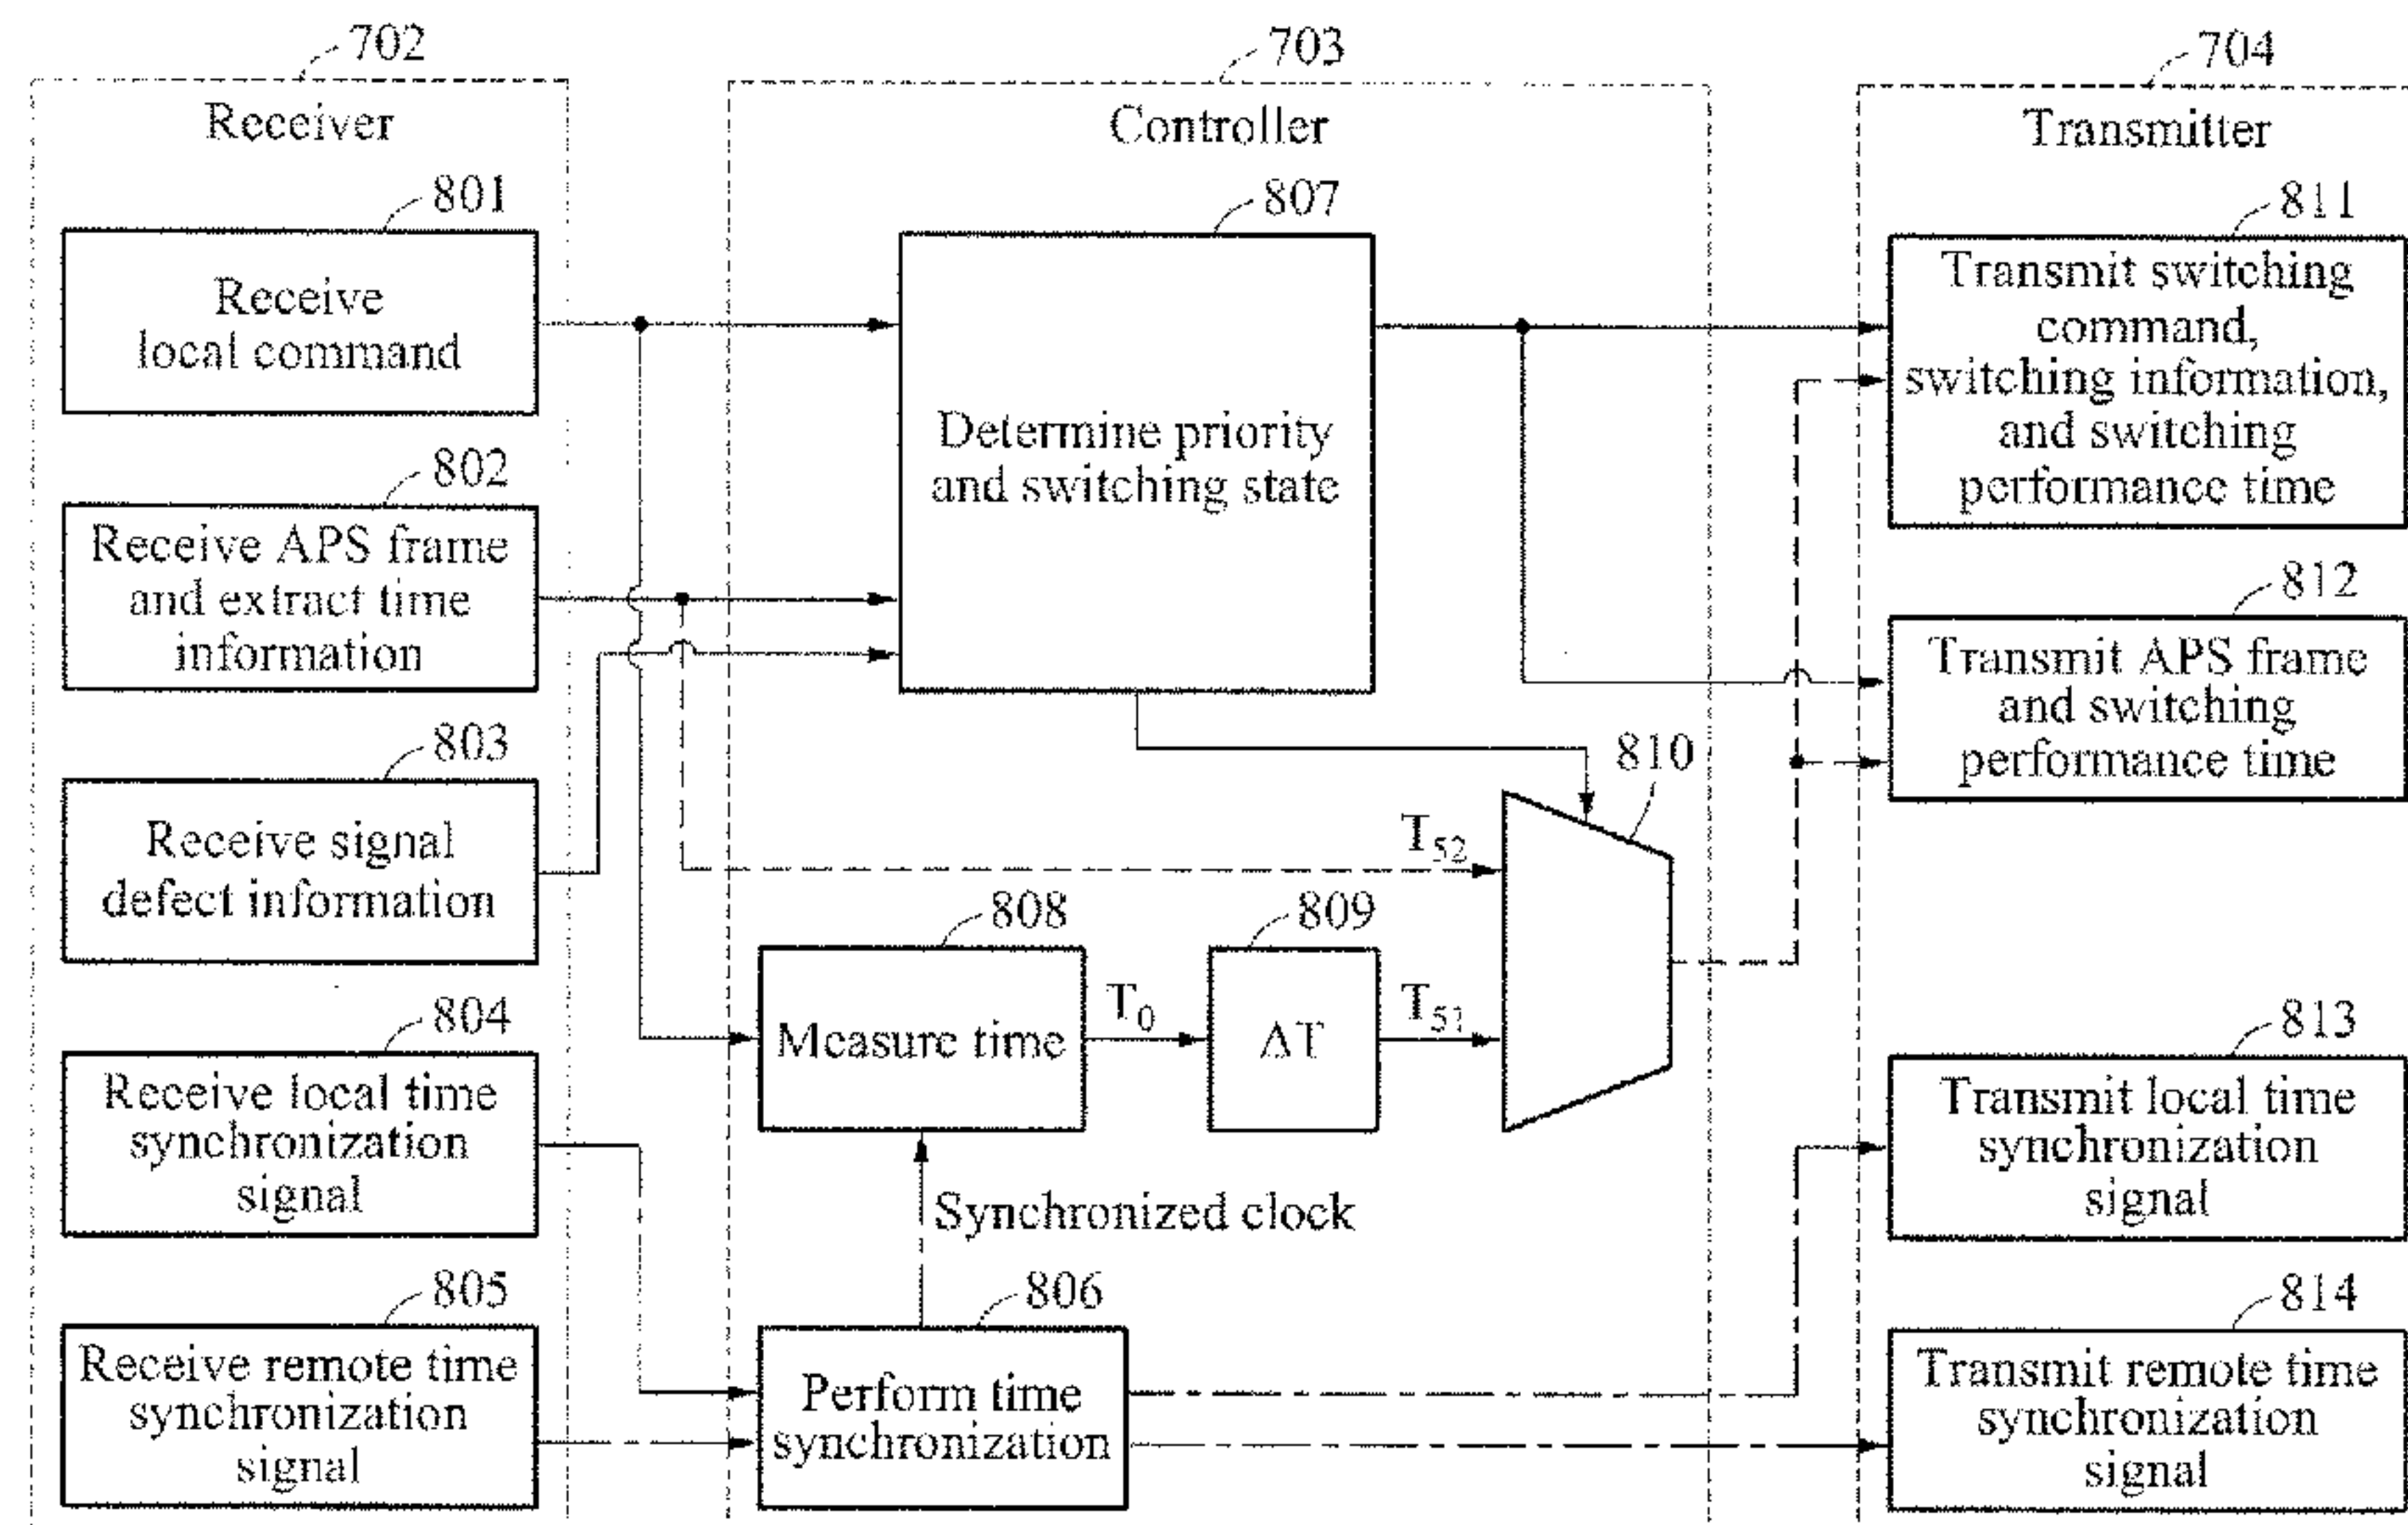 702
703
704
Receiver
Controller
Transmitter
801
Receive
local command
802
Receive APS frame
and extract time
information
803
Receive signal
defect information
804
Receive local time
synchronization
signal
805
Receive remote time
synchronization
signal
807
Determine priority
and switching state
810
T52
808
Measure time
T0
809
ΔT
T51
Synchronized clock
806
Perform time
synchronization
811
Transmit switching
command,
switching information,
and switching
performance time
812
Transmit APS frame
and switching
performance time
813
Transmit local time
synchronization
signal
814
Transmit remote time
synchronization
signal